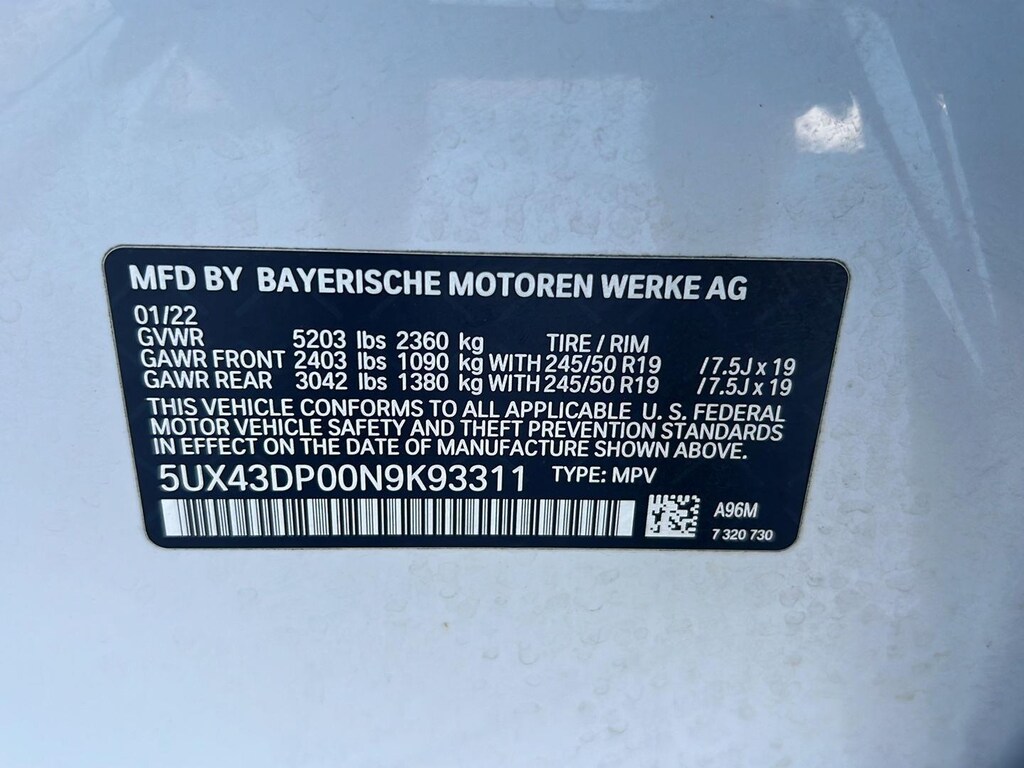 MFD BY BAYERISCHE MOTOREN WERKE AG
01/22
GVWR 5203 lbs 2360 kg TIRE / RIM
GAWR FRONT 2403 lbs 1090 kg WITH 245/50 R19 /7.5J x 19
GAWR REAR 3042 lbs 1380 kg WITH 245/50 R19 /7.5J x 19
THIS VEHICLE CONFORMS TO ALL APPLICABLE U. S. FEDERAL
MOTOR VEHICLE SAFETY AND THEFT PREVENTION STANDARDS
IN EFFECT ON THE DATE OF MANUFACTURE SHOWN ABOVE.
5UX43DP00N9K93311 TYPE: MPV
A96M
7 320 730